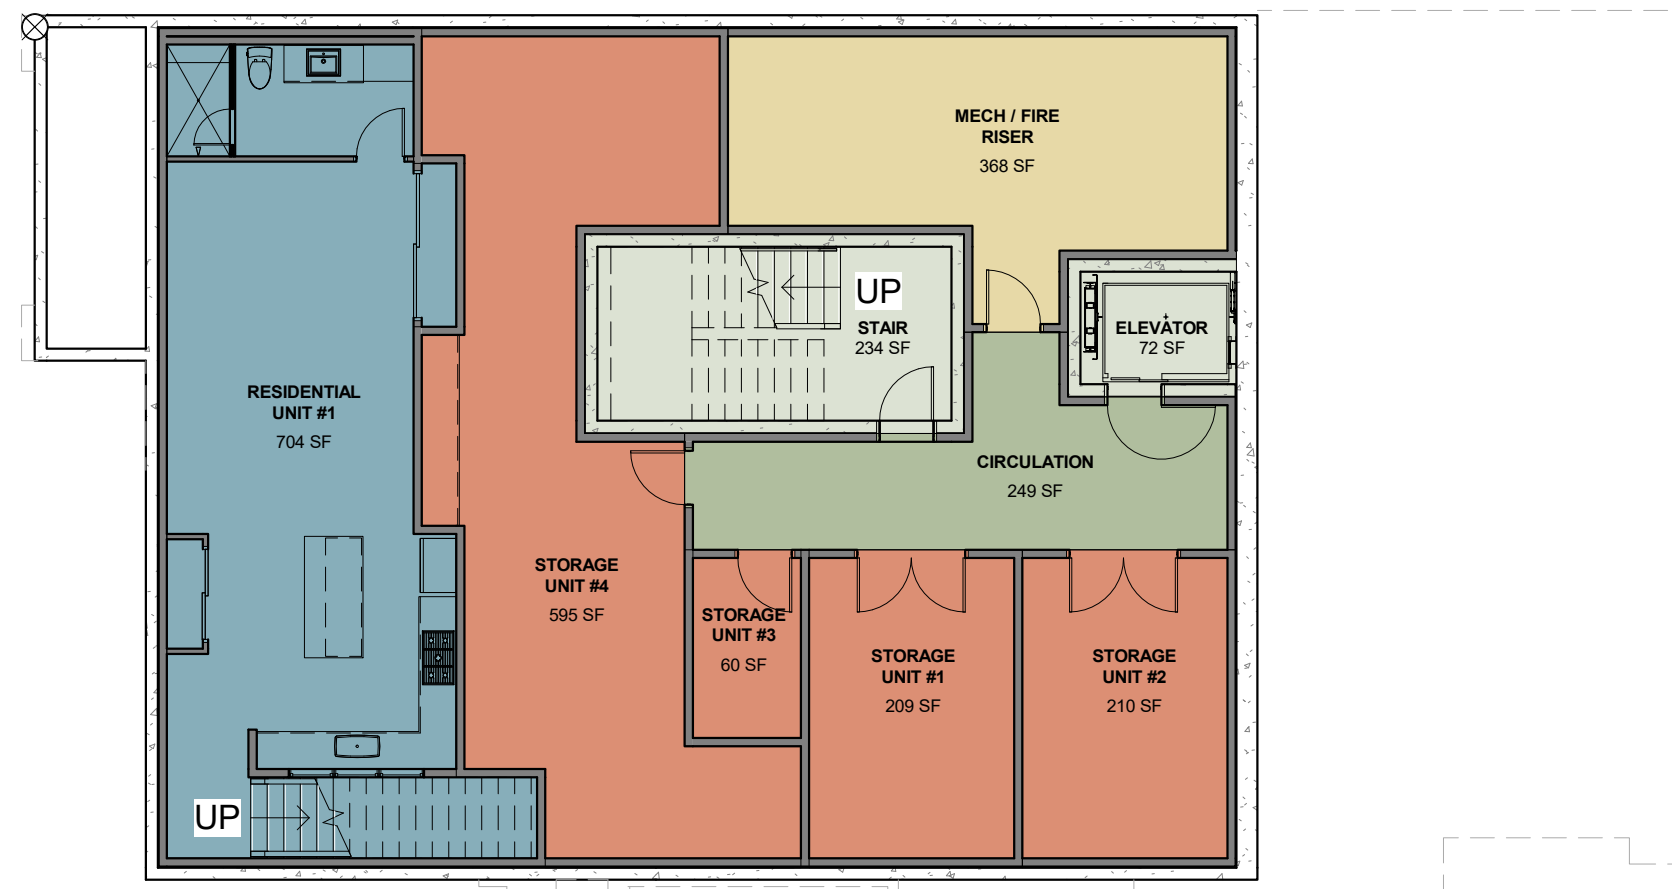 MECH / FIRE
RISER
368 SF
UP
STAIR
234 SF
ELEVATOR
72 SF
RESIDENTIAL
UNIT #1
704 SF
CIRCULATION
249 SF
STORAGE
UNIT #4
595 SF
STORAGE
UNIT #3
60 SF
STORAGE
UNIT #1
209 SF
STORAGE
UNIT #2
210 SF
UP